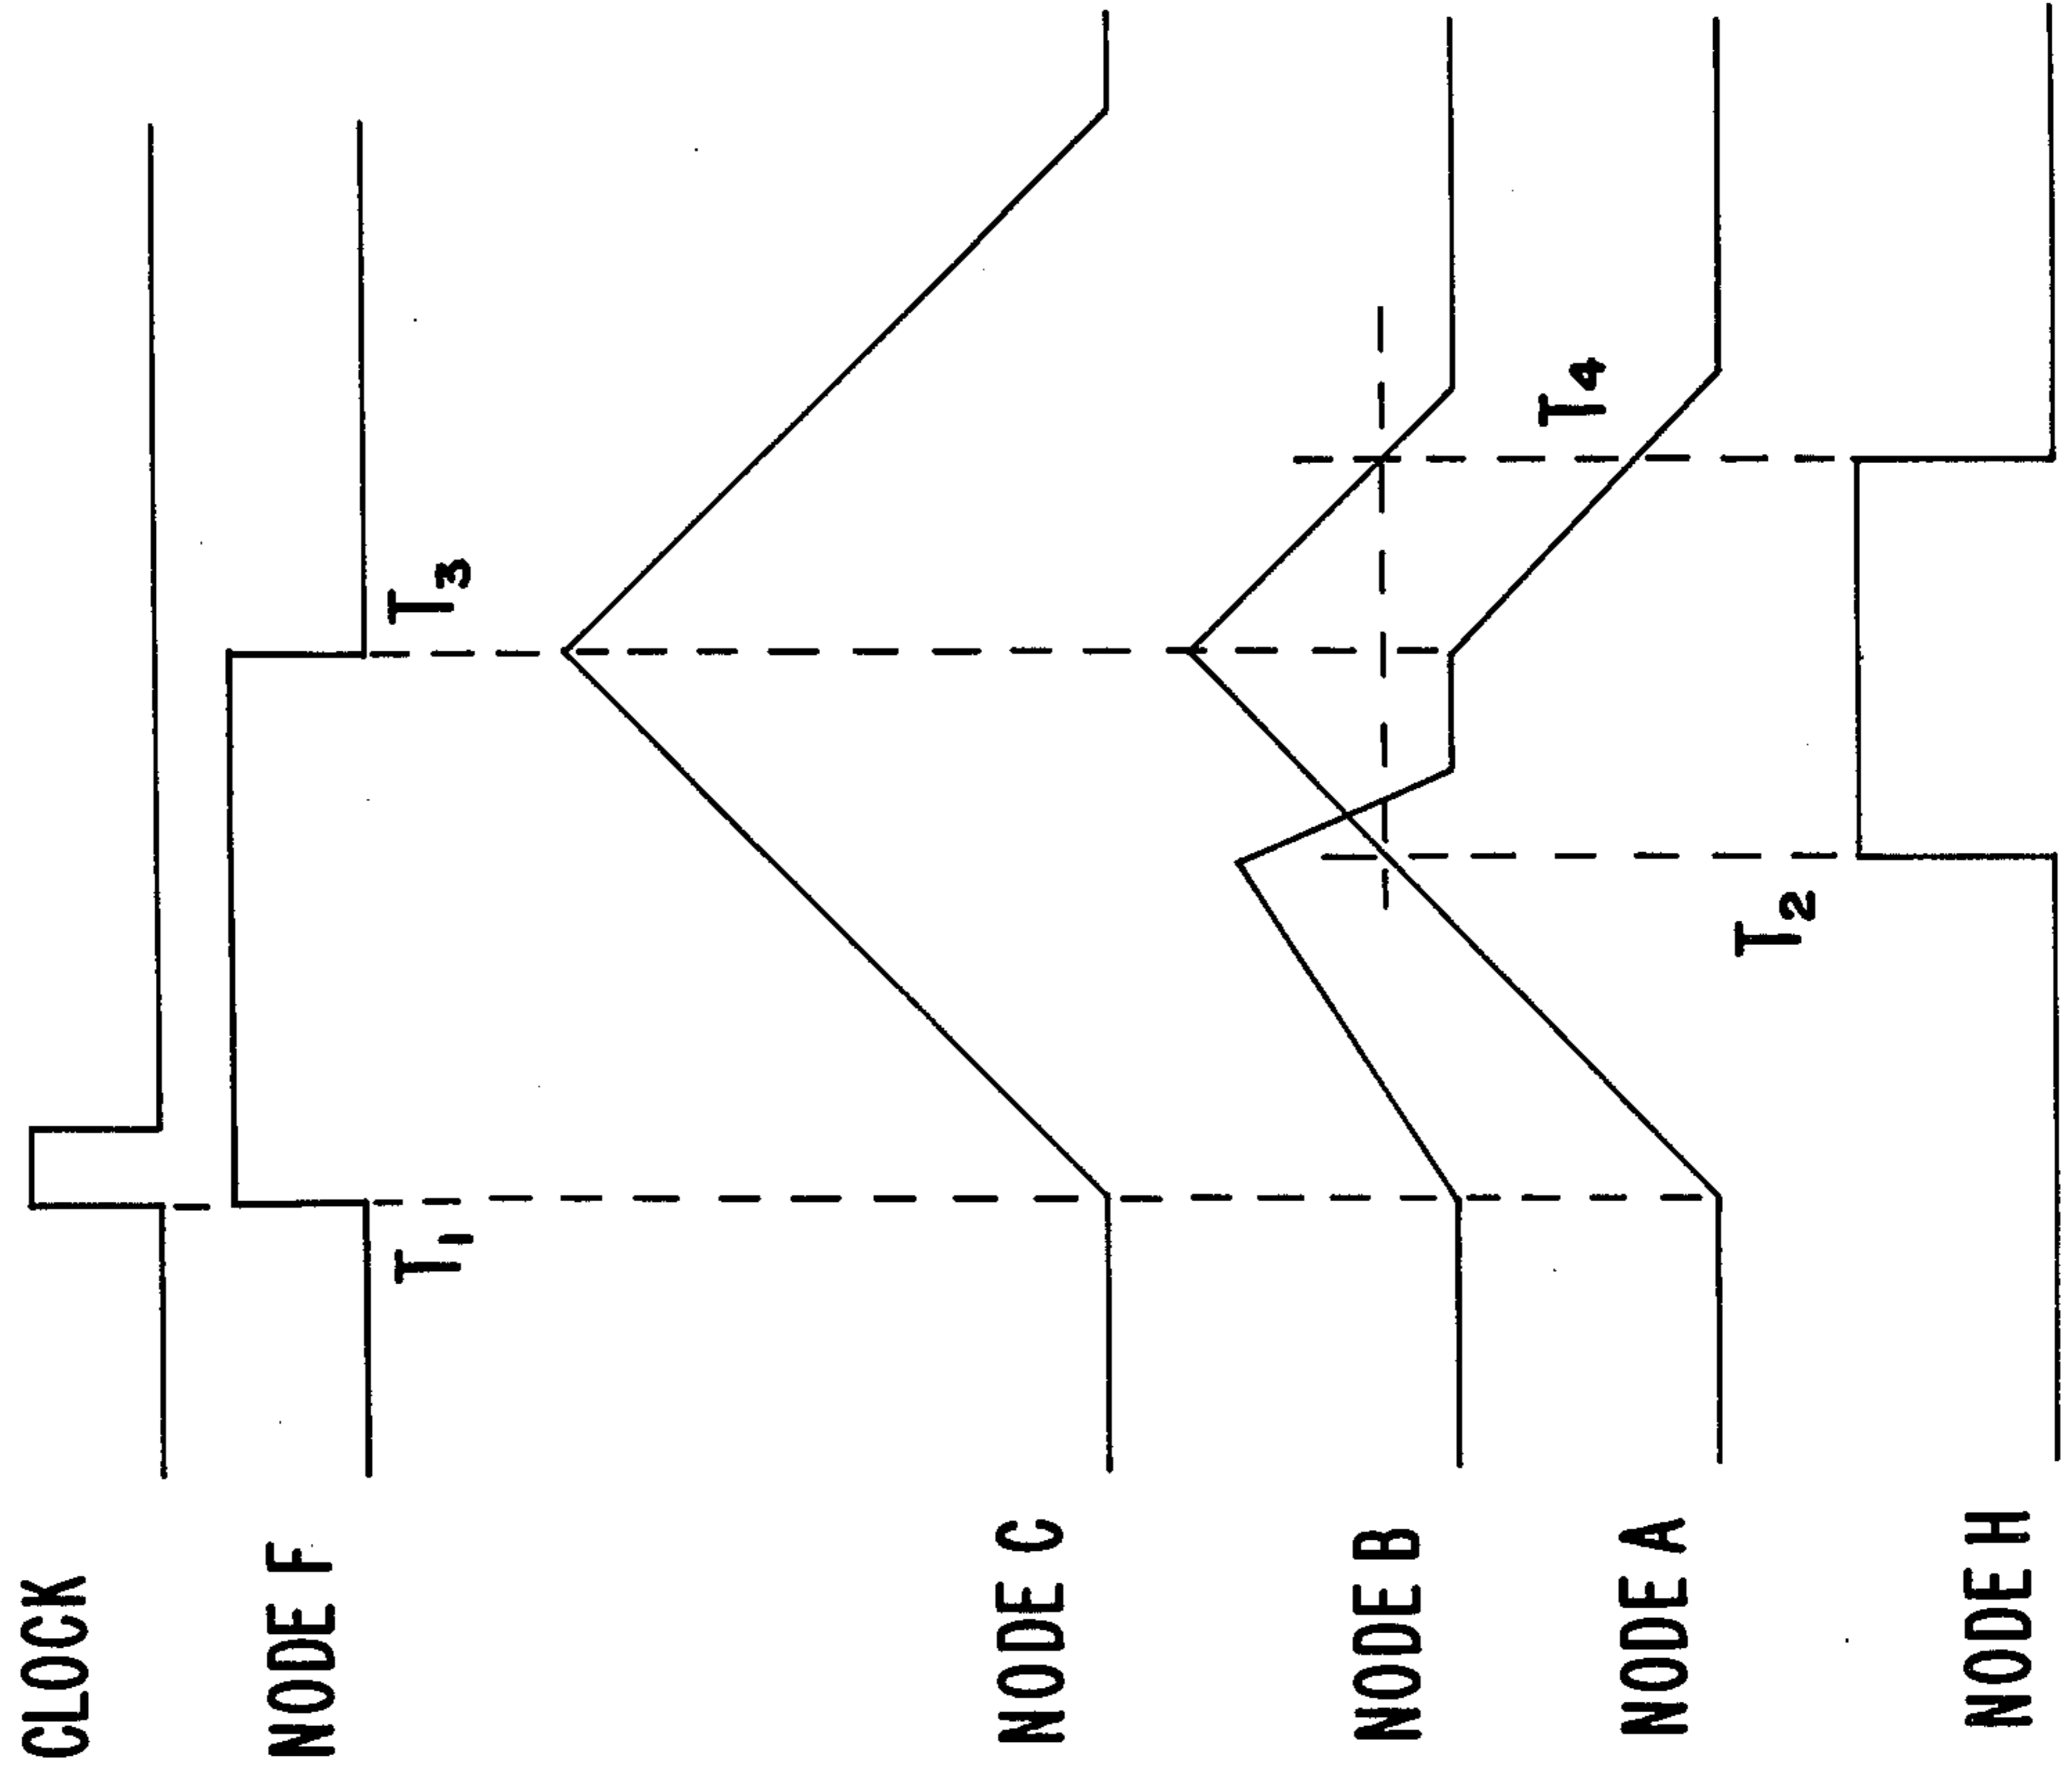 CLOCK
NODE F
T1
T3
NODE C
NODE B
T4
NODE A
T2
NODE H